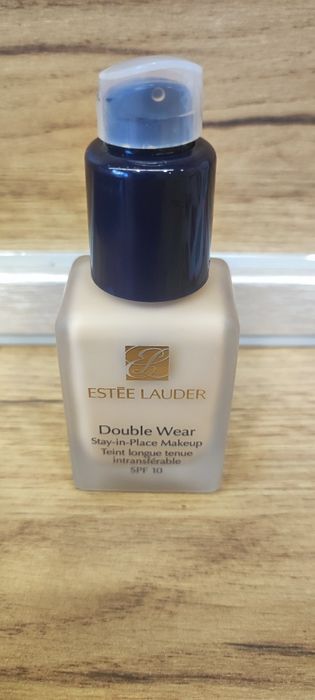 ESTĒE LAUDER
Double Wear
Stay-in-Place Makeup
Teint longue tenue
intransférable
SPF 10